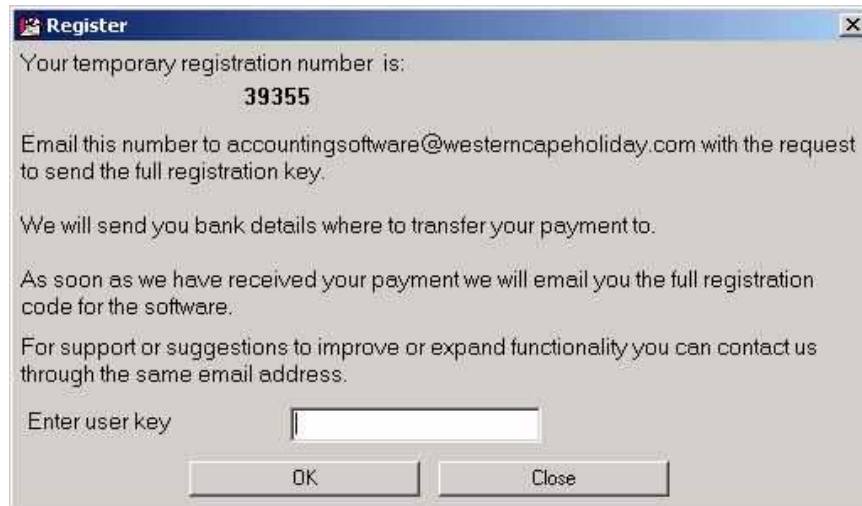 Register
Your temporary registration number is:
39355
Email this number to accountingsoftware@westerncapeholiday.com with the request
to send the full registration key.
We will send you bank details where to transfer your payment to.
As soon as we have received your payment we will email you the full registration
code for the software.
For support or suggestions to improve or expand functionality you can contact us
through the same email address.
Enter user key
OK Close